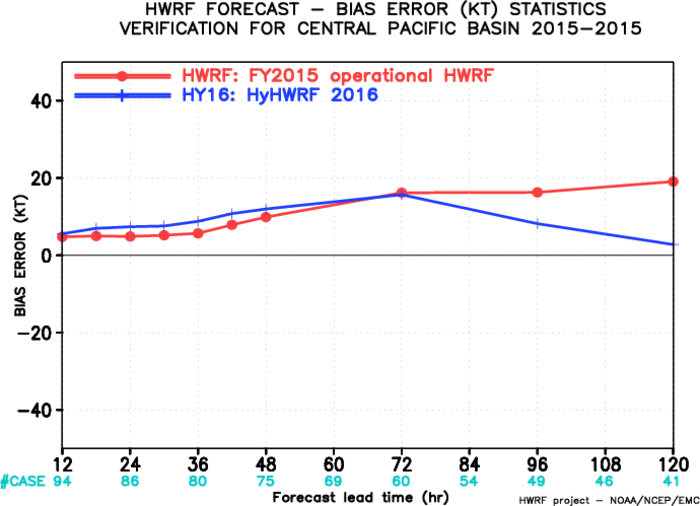 HWRF FORECAST − BIAS ERROR (KT) STATISTICS
VERIFICATION FOR CENTRAL PACIFIC BASIN 2015−2015
HWRF: FY2015 operational HWRF
HY16: HyHWRF 2016
BIAS ERROR (KT)
40
20
0
−20
−40
12 24 36 48 60 72 84 96 108 120
#CASE 94 86 80 75 69 60 54 49 46 41
Forecast lead time (hr)
HWRF project − NOAA/NCEP/EMC